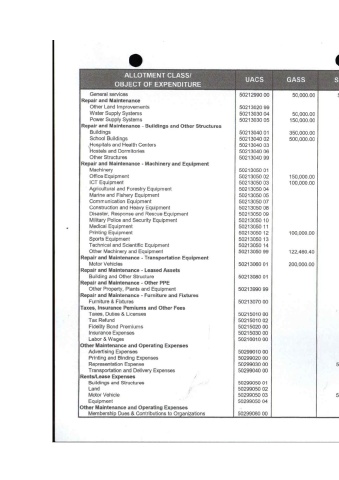 ALLOTMENT CLASS/ OBJECT OF EXPENDITURE UACS GASS S
General services 50212990 00 50,000.00
Repair and Maintenance
Other Land Improvements 50213020 99
Water Supply Systems 50213030 04 50,000.00
Power Supply Systems 50213030 05 150,000.00
Repair and Maintenance - Buildings and Other Structures
Buildings 50213040 01 350,000.00
School Buildings 50213040 02 500,000.00
Hospitals and Health Centers 50213040 03
Hostels and Dormitories 50213040 06
Other Structures 50213040 99
Repair and Maintenance - Machinery and Equipment
Machinery 50213050 01
Office Equipment 50213050 02 150,000.00
ICT Equipment 50213050 03 100,000.00
Agricultural and Forestry Equipment 50213050 04
Marine and Fishery Equipment 50213050 05
Communication Equipment 50213050 07
Construction and Heavy Equipment 50213050 08
Disaster, Response and Rescue Equipment 50213050 09
Military Police and Security Equipment 50213050 10
Medical Equipment 50213050 11
Printing Equipment 50213050 12 100,000.00
Sports Equipment 50213050 13
Technical and Scientific Equipment 50213050 14
Other Machinery and Equipment 50213050 99 122,460.40
Repair and Maintenance - Transportation Equipment
Motor Vehicles 50213060 01 200,000.00
Repair and Maintenance - Leased Assets
Building and Other Structure 50213080 01
Repair and Maintenance - Other PPE
Other Property, Plants and Equipment 50213990 99
Repair and Maintenance - Furniture and Fixtures
Furniture & Fixtures 50213070 00
Taxes, Insurance Premiums and Other Fees
Taxes, Duties & Licenses 50215010 00
Tax Refund 50215010 02
Fidelity Bond Premiums 50215020 00
Insurance Expenses 50215030 00
Labor & Wages 50216010 00
Other Maintenance and Operating Expenses
Advertising Expenses 50299010 00
Printing and Binding Expenses 50299020 00
Representation Expense 50299030 00
Transportation and Delivery Expenses 50299040 00
Rents/Lease Expenses
Buildings and Structures 50299050 01
Land 50299050 02
Motor Vehicle 50299050 03
Equipment 50299050 04
Other Maintenance and Operating Expenses
Membership Dues & Contributions to Organizations 50299060 00